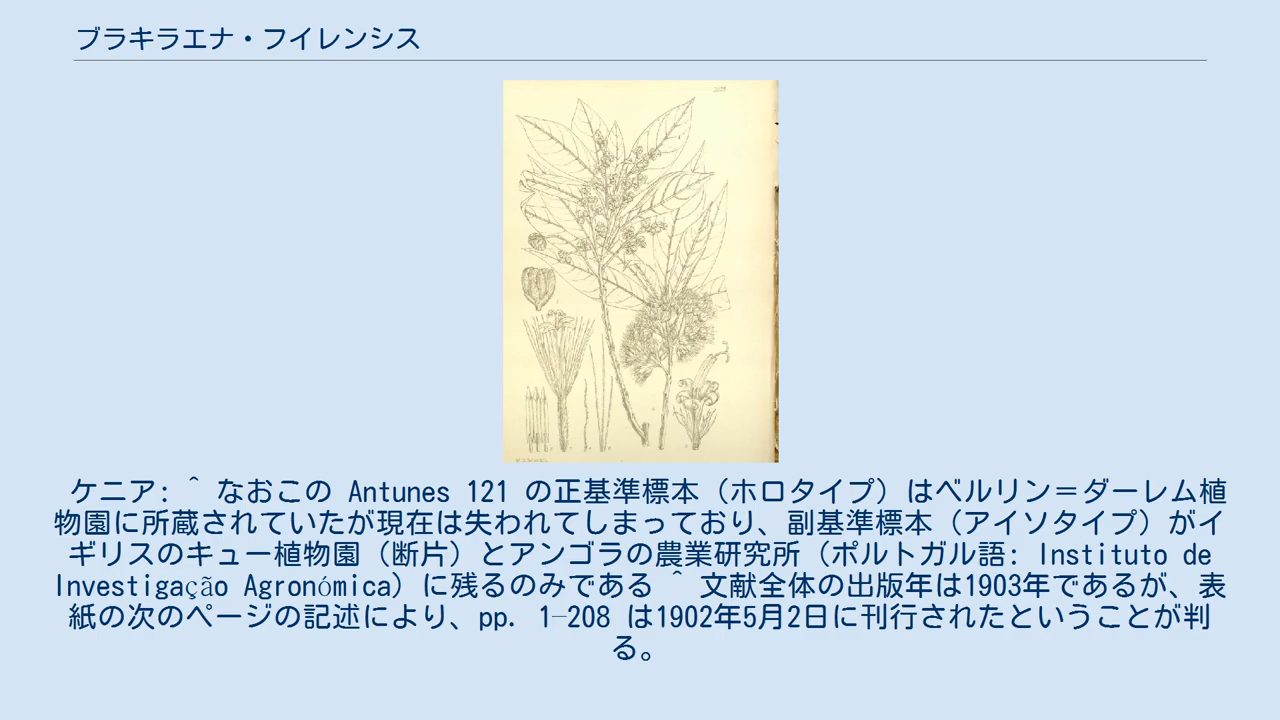 ブラキラエナ・フイレンシス
ケニア: ^ なおこの Antunes 121 の正基準標本（ホロタイプ）はベルリン＝ダーレム植
物園に所蔵されていたが現在は失われてしまっており、副基準標本（アイソタイプ）がイ
ギリスのキュー植物園（断片）とアンゴラの農業研究所（ポルトガル語: Instituto de
Investigação Agronómica）に残るのみである ^ 文献全体の出版年は1903年であるが、表
紙の次のページの記述により、pp. 1–208 は1902年5月2日に刊行されたということが判
る。